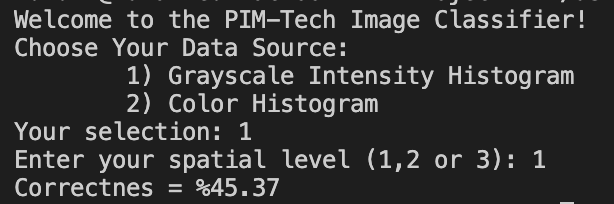 Welcome to the PIM-Tech Image Classifier!
Choose Your Data Source:
1) Grayscale Intensity Histogram
2) Color Histogram
Your selection: 1
Enter your spatial level (1,2 or 3): 1
Correctnes = %45.37